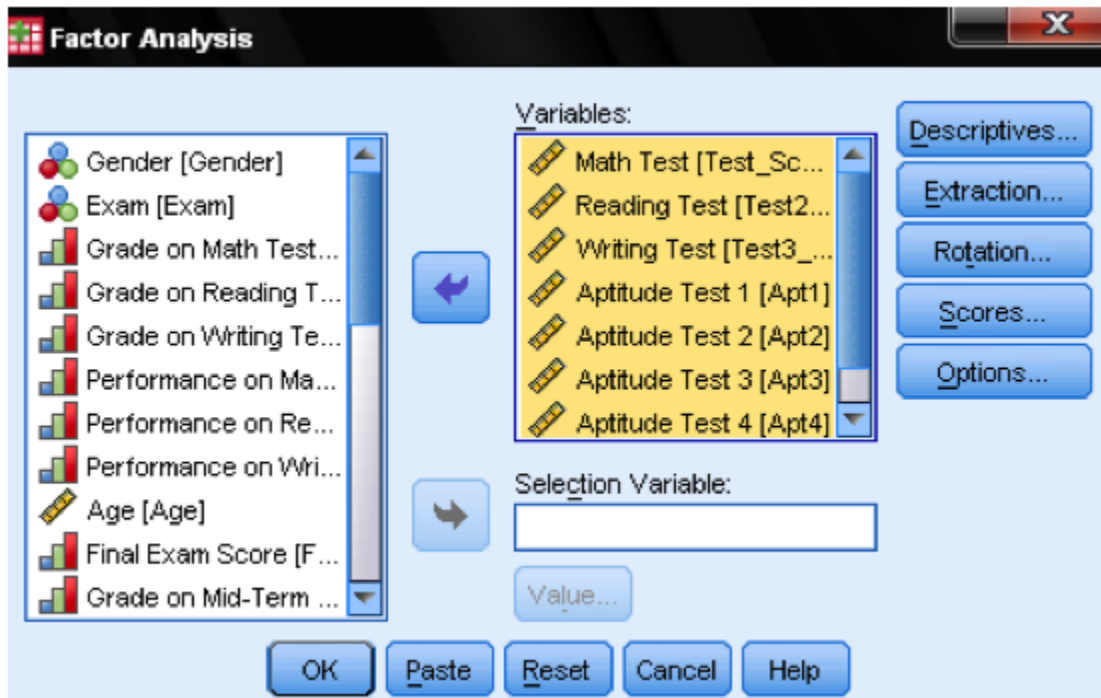 Factor Analysis
Gender [Gender]
Exam [Exam]
Grade on Math Test...
Grade on Reading T...
Grade on Writing Te...
Performance on Ma...
Performance on Re...
Performance on Wri...
Age [Age]
Final Exam Score [F...
Grade on Mid-Term ...
Variables:
Math Test [Test_Sc...
Reading Test [Test2...
Writing Test [Test3_...
Aptitude Test 1 [Apt1]
Aptitude Test 2 [Apt2]
Aptitude Test 3 [Apt3]
Aptitude Test 4 [Apt4]
Selection Variable:
Value...
Descriptives...
Extraction...
Rotation...
Scores...
Options...
OK Paste Reset Cancel Help